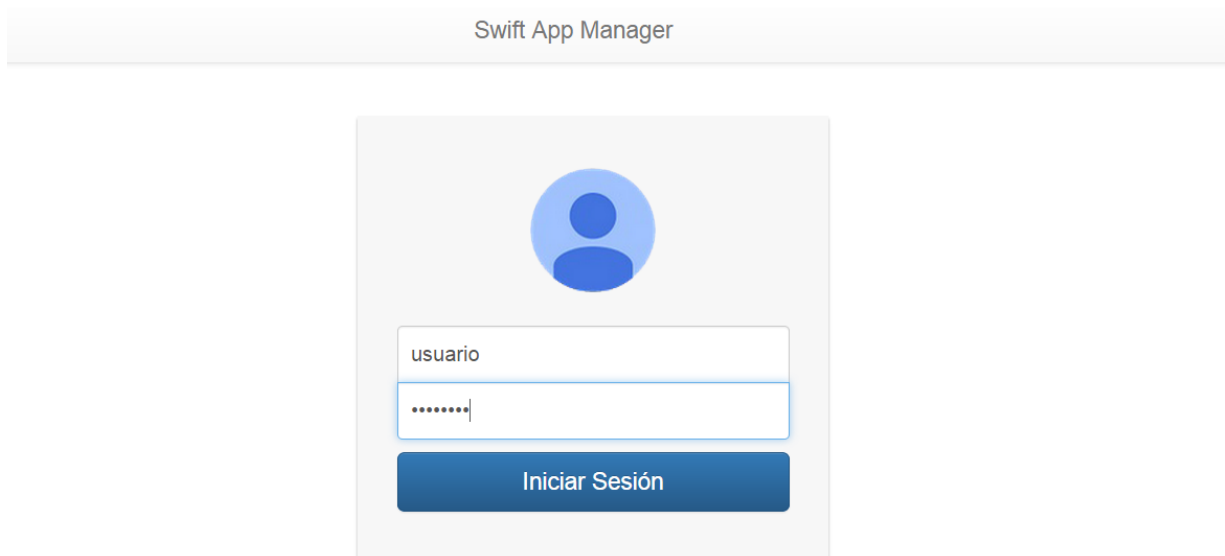 Swift App Manager
usuario
••••••••
Iniciar Sesión